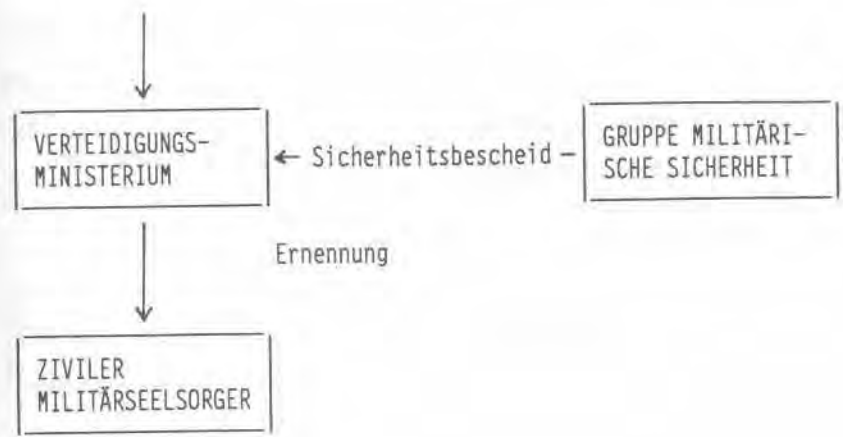 VERTEIDIGUNGS-
MINISTERIUM
← Sicherheitsbescheid —
GRUPPE MILITÄRI-
SCHE SICHERHEIT
Ernennung
ZIVILER
MILITÄRSEELSORGER